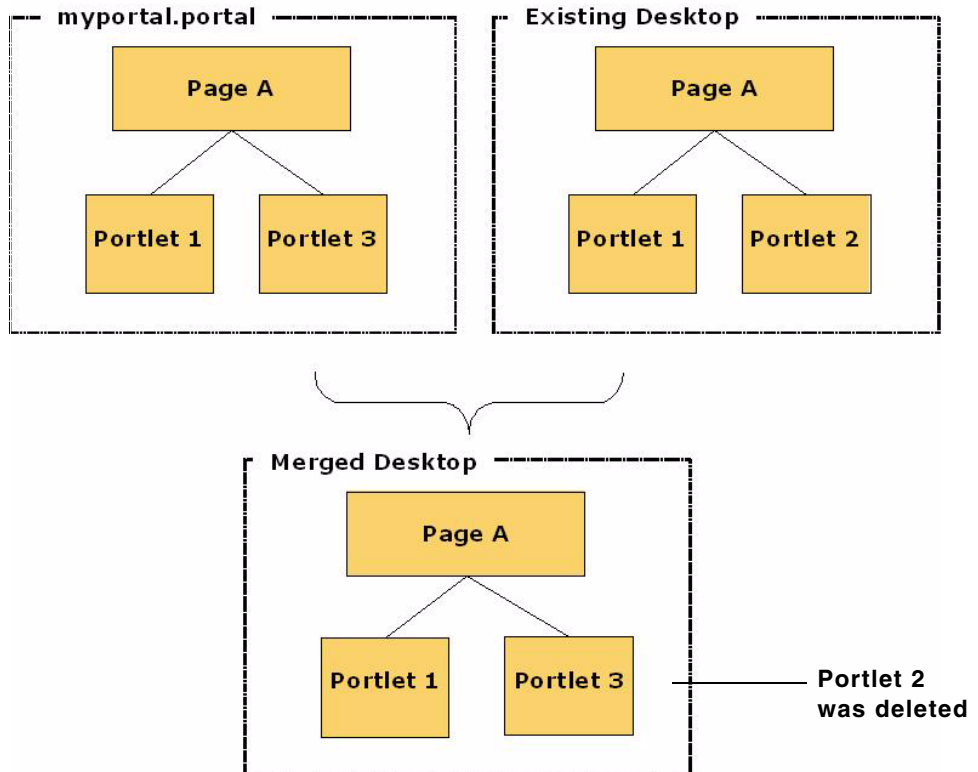 myportal.portal
Page A
Portlet 1
Portlet 3
Existing Desktop
Page A
Portlet 1
Portlet 2
Merged Desktop
Page A
Portlet 1
Portlet 3
Portlet 2
was deleted